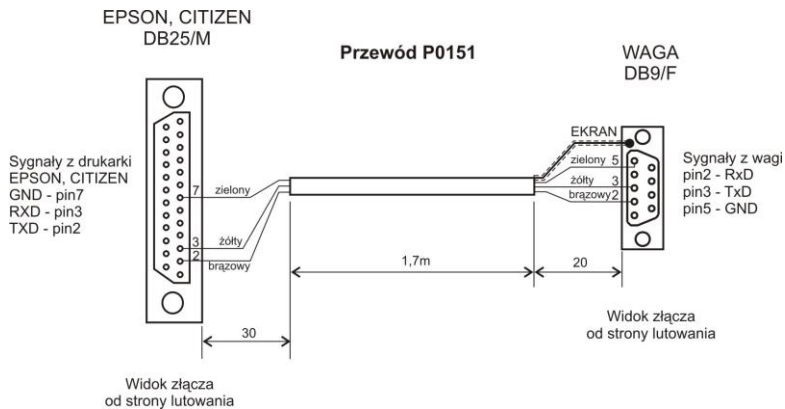 EPSON, CITIZEN
DB25/M
Przewód P0151
WAGA
DB9/F
Sygnały z drukarki
EPSON, CITIZEN
GND - pin7
RXD - pin3
TXD - pin2
7
zielony
3
żółty
2
brązowy
EKRAN
zielony 5
żółty 3
brązowy 2
Sygnały z wagi
pin2 - RxD
pin3 - TxD
pin5 - GND
1,7m
20
30
Widok złącza
od strony lutowania
Widok złącza
od strony lutowania